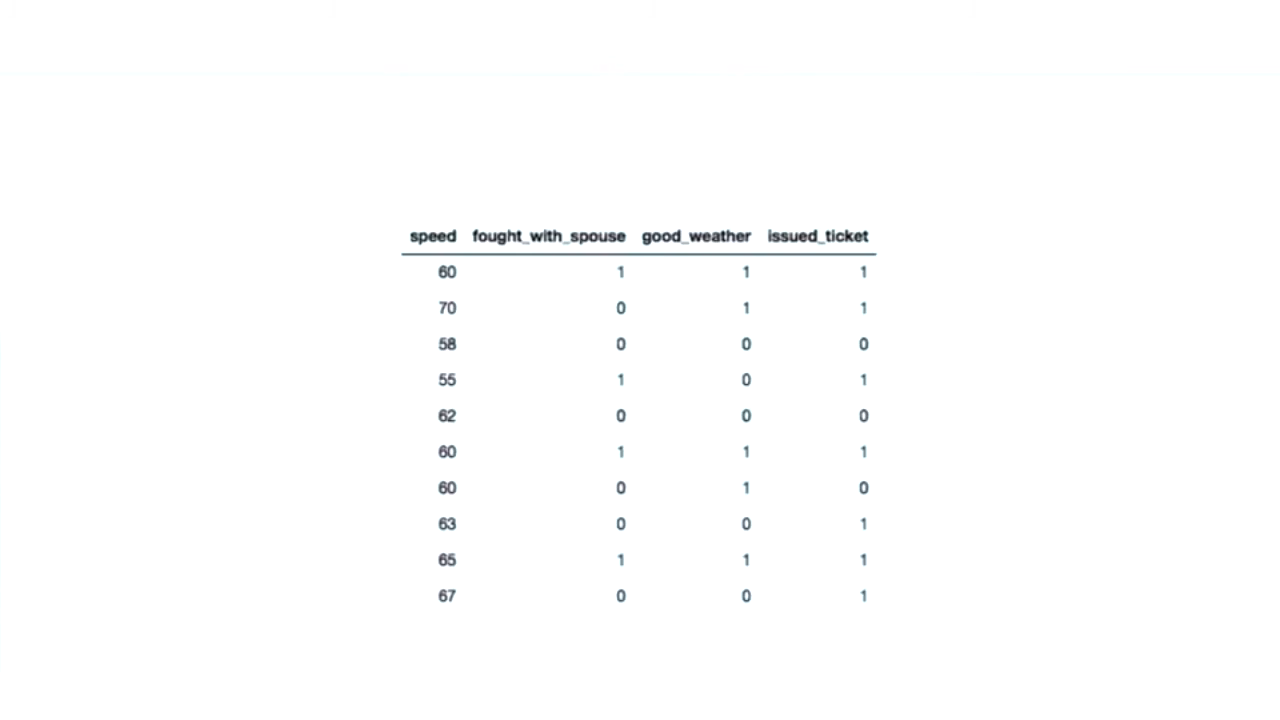 speed fought_with_spouse good_weather issued_ticket
60 1 1 1
70 0 1 1
58 0 0 0
55 1 0 1
62 0 0 0
60 1 1 1
60 0 1 0
63 0 0 1
65 1 1 1
67 0 0 1